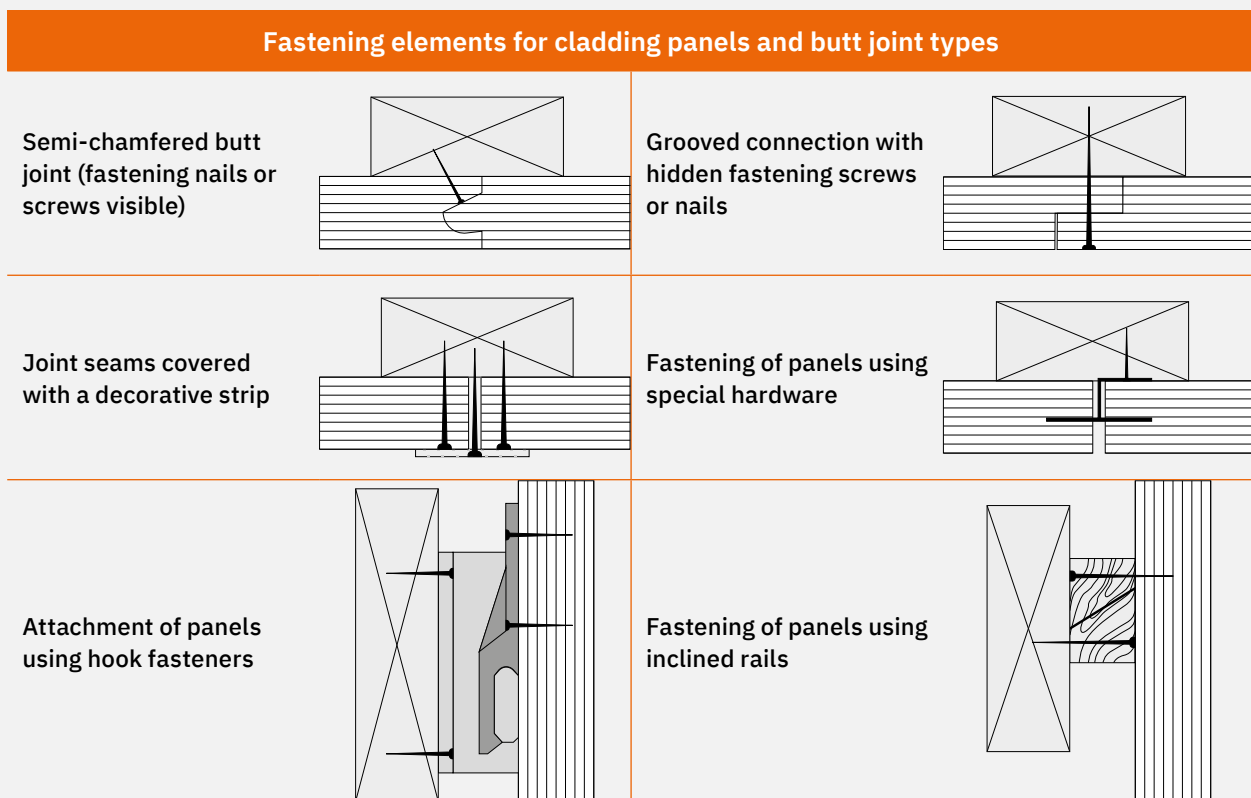 Fastening elements for cladding panels and butt joint types
Semi-chamfered butt
joint (fastening nails or
screws visible)
Grooved connection with
hidden fastening screws
or nails
Joint seams covered
with a decorative strip
Fastening of panels using
special hardware
Attachment of panels
using hook fasteners
Fastening of panels using
inclined rails